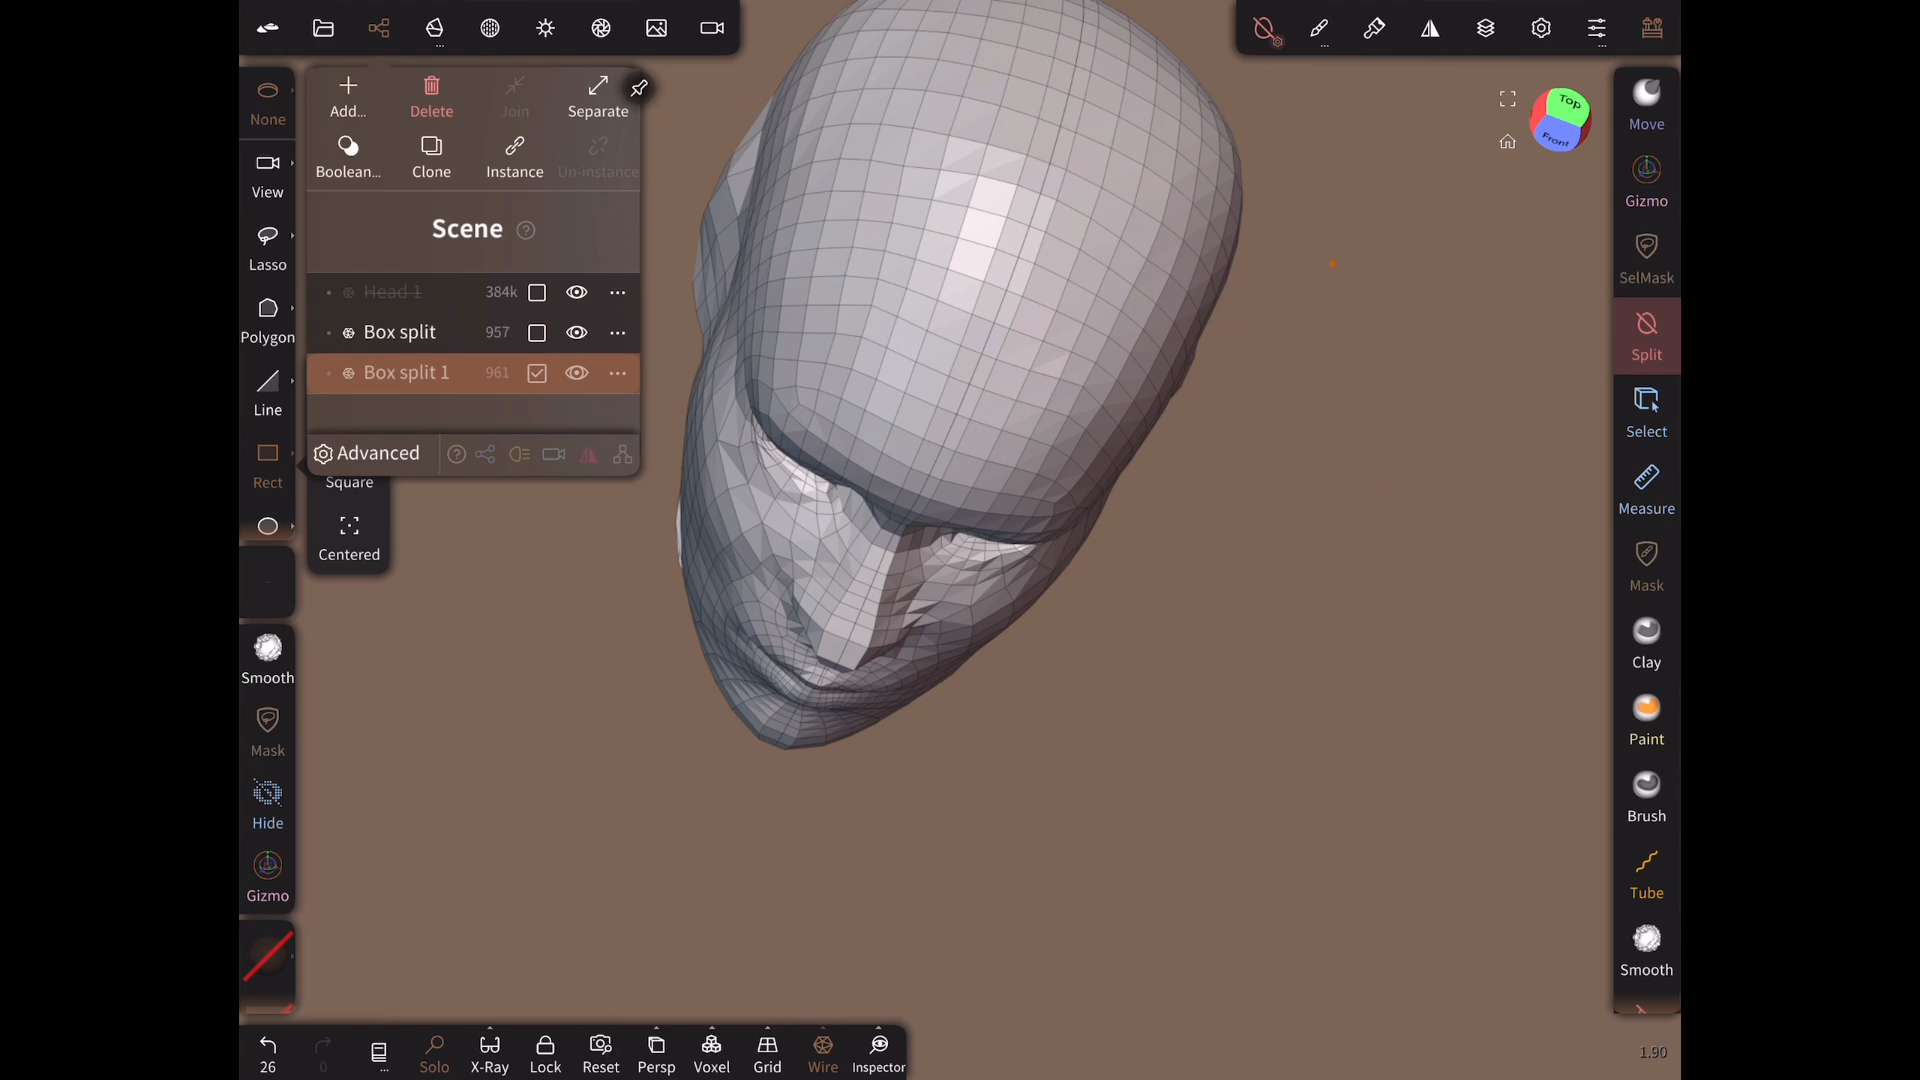 None
View
Lasso
Polygon
Line
Rect
Smooth
Mask
Hide
Gizmo
Add...
Delete
Join
Separate
Boolean...
Clone
Instance
Un-instance
Scene ?
Head 1 384k ...
Box split 957 ...
Box split 1 961 ...
Advanced ?
Square
Centered
Top
Front
Move
Gizmo
SelMask
Split
Select
Measure
Mask
Clay
Paint
Brush
Tube
Smooth
26
0
...
Solo
X-Ray
Lock
Reset
Persp
Voxel
Grid
Wire
Inspector
1.90